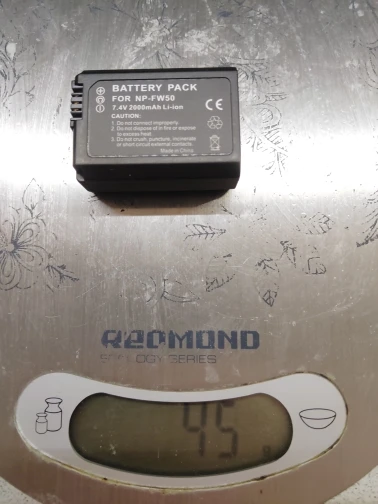 BATTERY PACK
FOR NP-FW50
7.4V 2000mAh Li-ion
CAUTION:
1. Do not connect improperly.
2. Do not dispose of in fire or expose
to excess heat.
3. Do not crush, puncture, incinerate
or short circuit external contacts.
Made in China
CE
REDMOND
SERIES
45
g